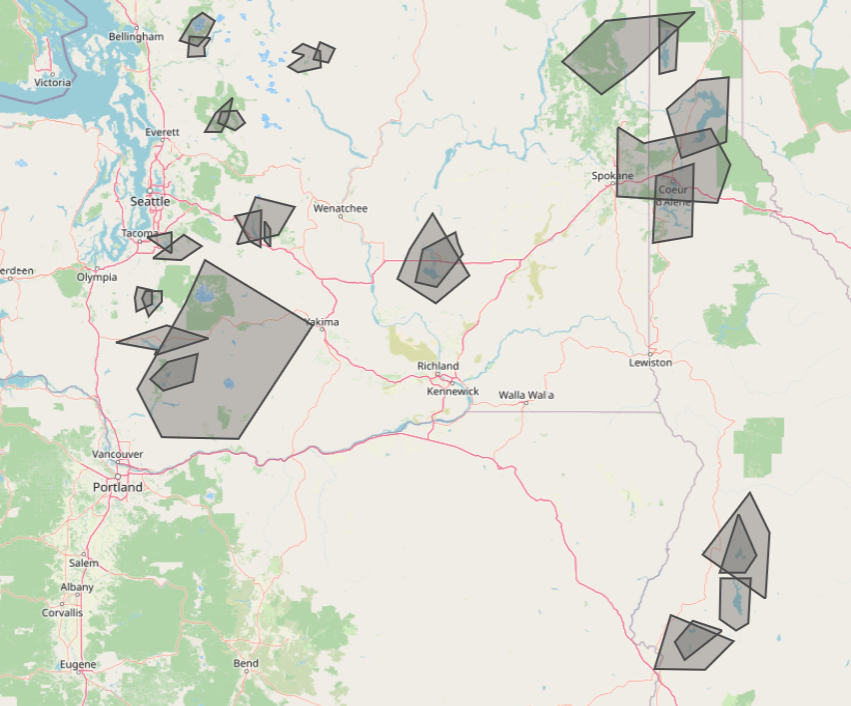 Bellingham
Victoria
Everett
Spokane
Coeur
d'Alene
Seattle
Wenatchee
Tacoma
erdeen
Olympia
Yakima
Lewiston
Richland
Kennewick
Walla Wal a
Vancouver
Portland
Salem
Albany
Corvallis
Eugene
Bend